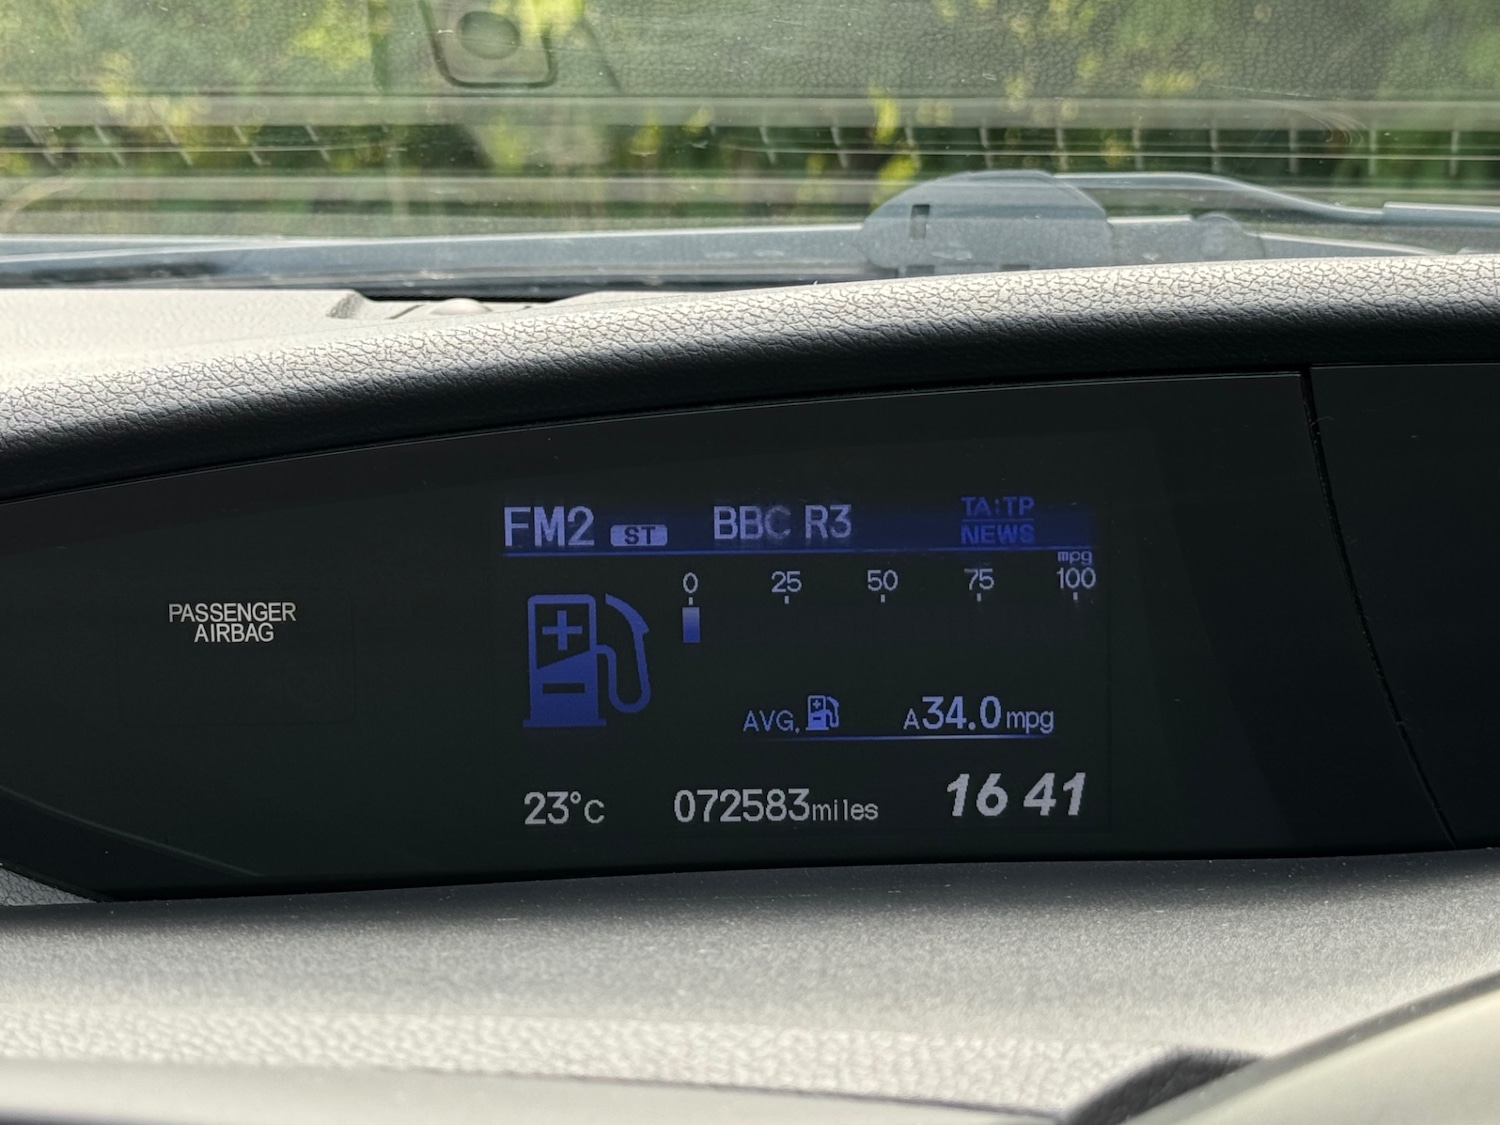 FM2 ST BBC R3 TA:TP
NEWS
mpg
0 25 50 75 100
PASSENGER
AIRBAG
AVG. A34.0mpg
23°C 072583miles 16 41